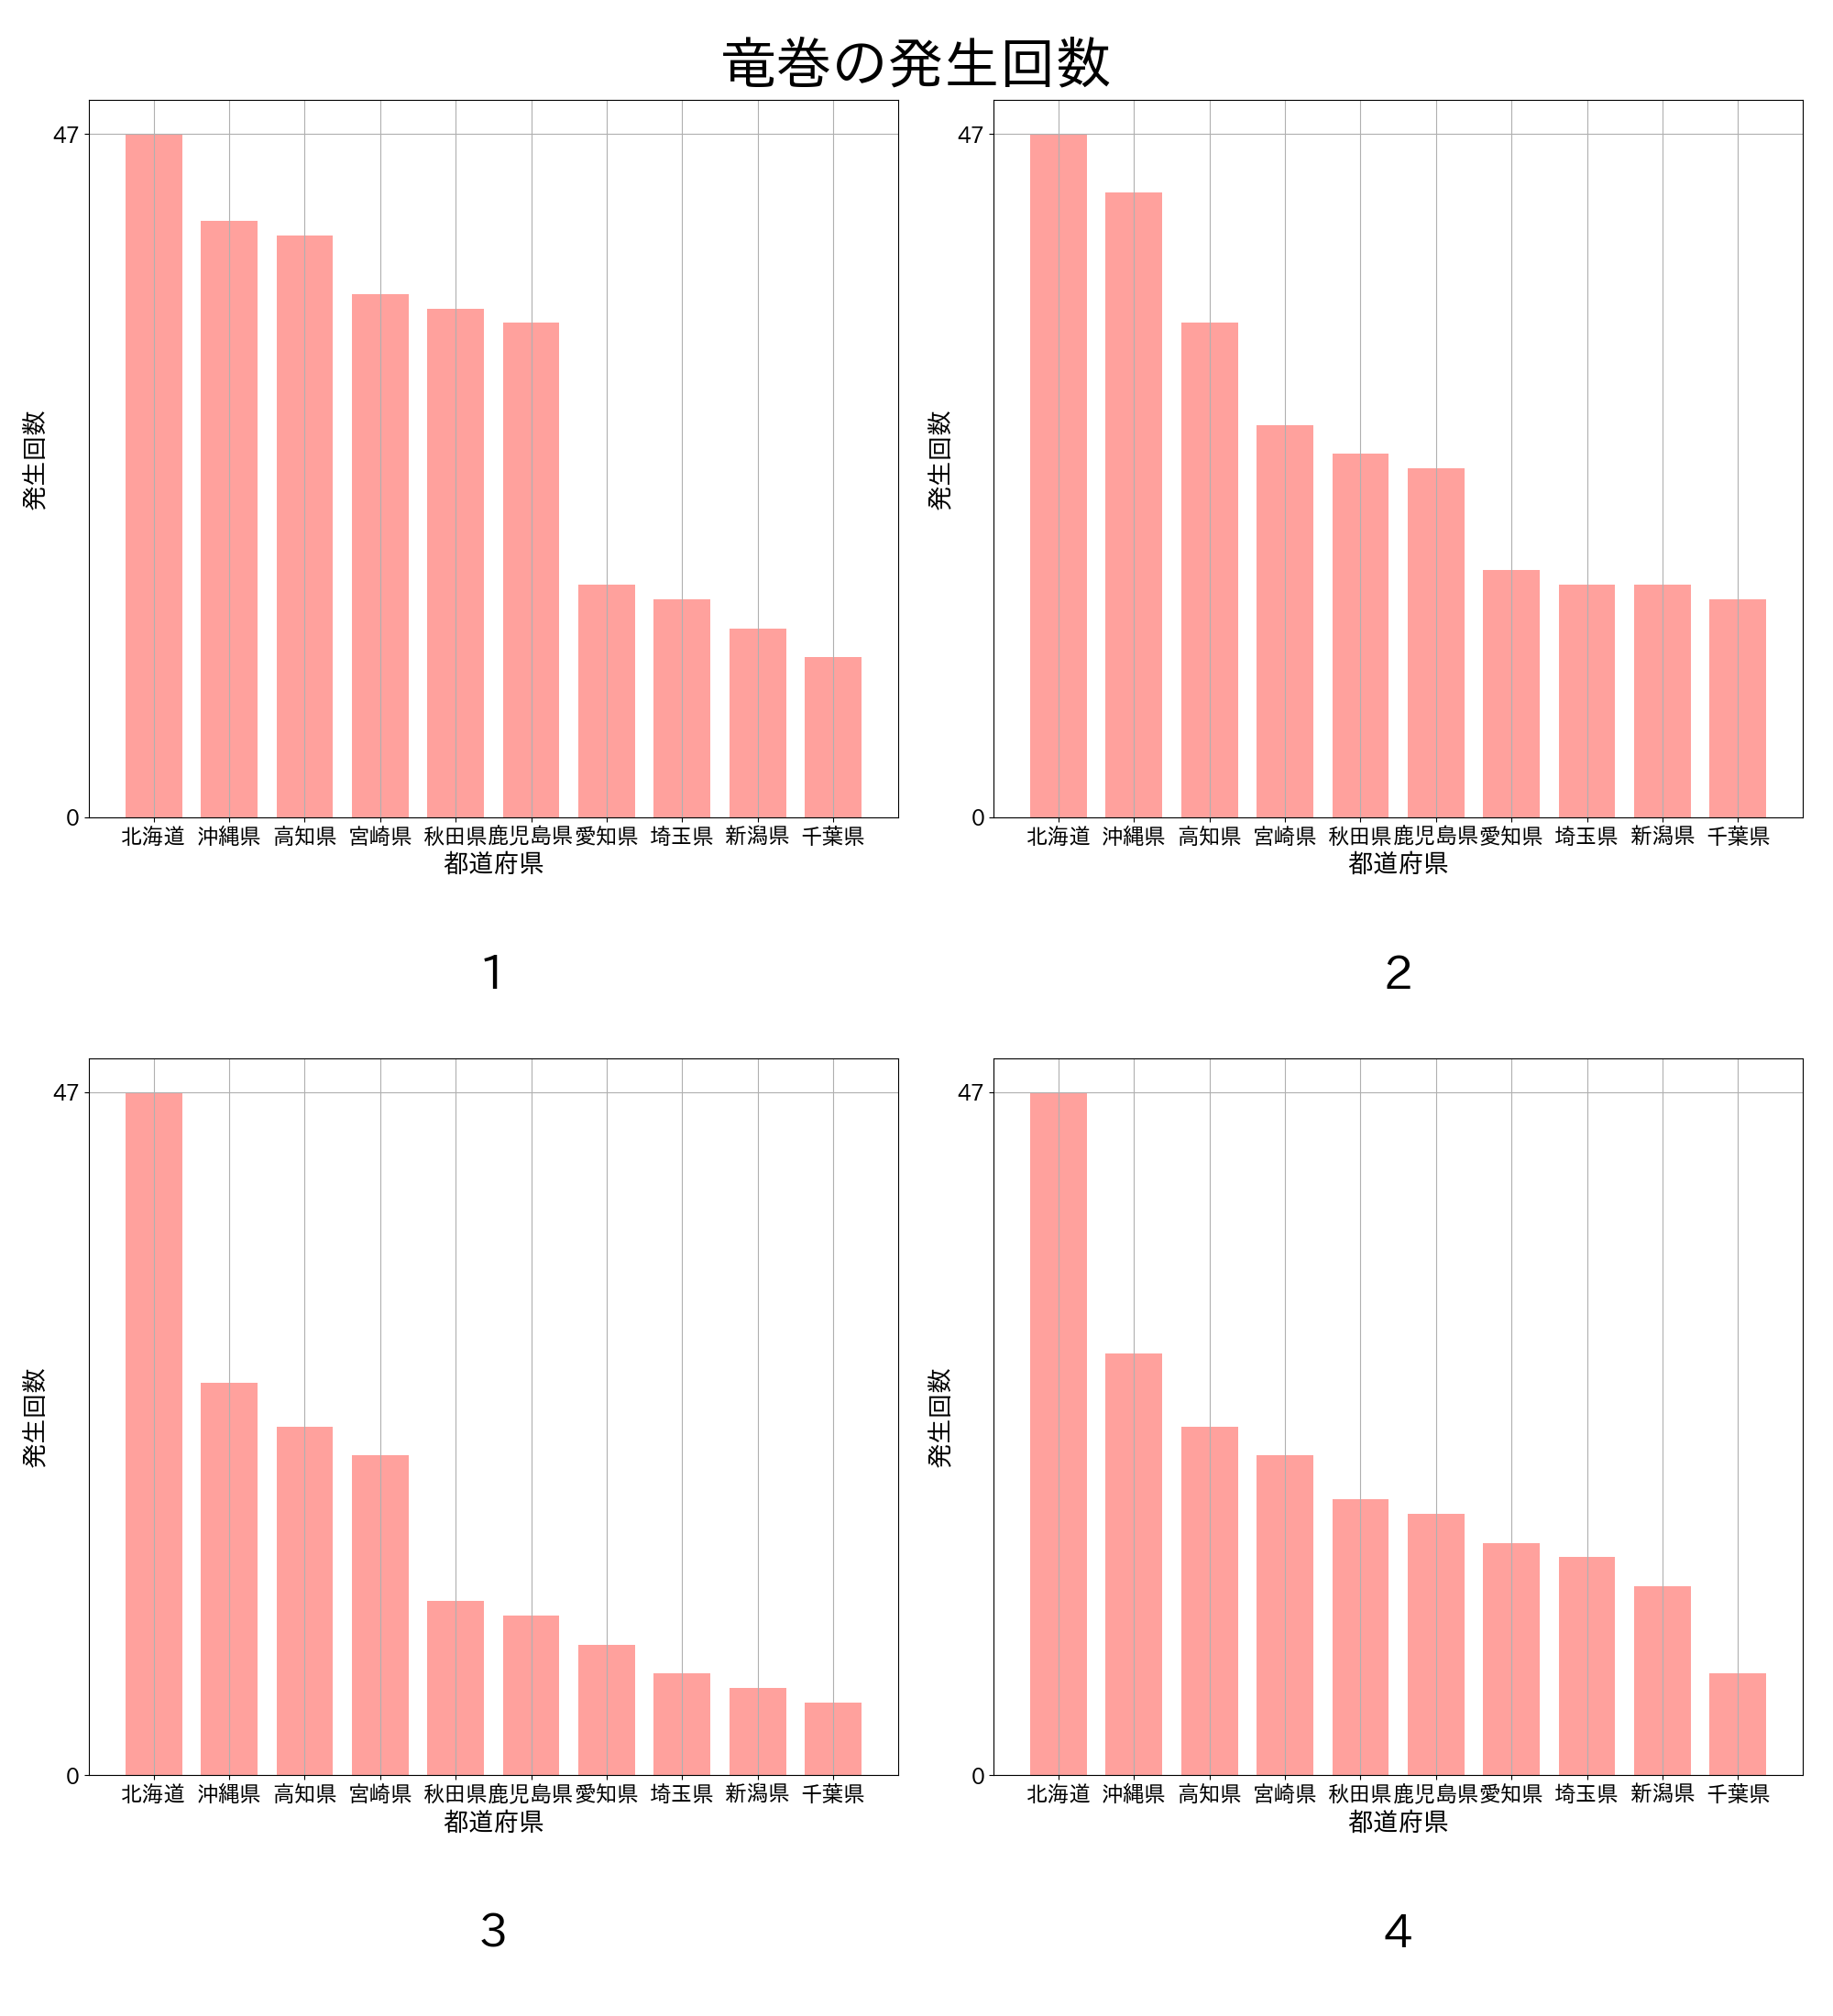 竜巻の発生回数
47
0
発生回数
北海道 沖縄県 高知県 宮崎県 秋田県 鹿児島県 愛知県 埼玉県 新潟県 千葉県
都道府県
1
47
0
発生回数
北海道 沖縄県 高知県 宮崎県 秋田県 鹿児島県 愛知県 埼玉県 新潟県 千葉県
都道府県
2
47
0
発生回数
北海道 沖縄県 高知県 宮崎県 秋田県 鹿児島県 愛知県 埼玉県 新潟県 千葉県
都道府県
3
47
0
発生回数
北海道 沖縄県 高知県 宮崎県 秋田県 鹿児島県 愛知県 埼玉県 新潟県 千葉県
都道府県
4